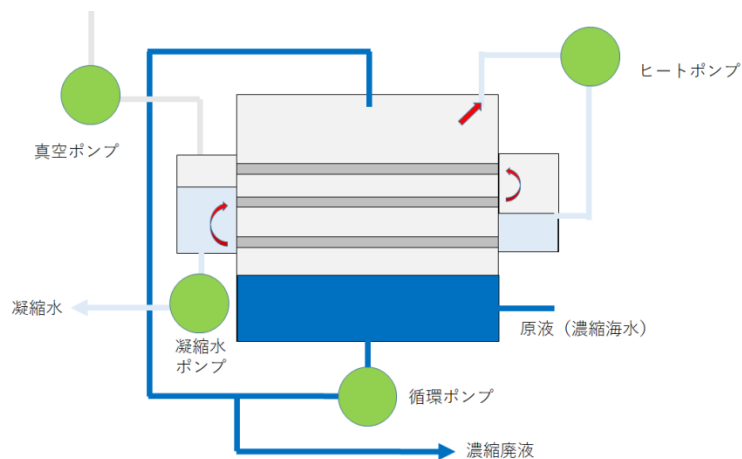 ヒートポンプ
真空ポンプ
凝縮水
原液（濃縮海水）
凝縮水
ポンプ
循環ポンプ
濃縮廃液